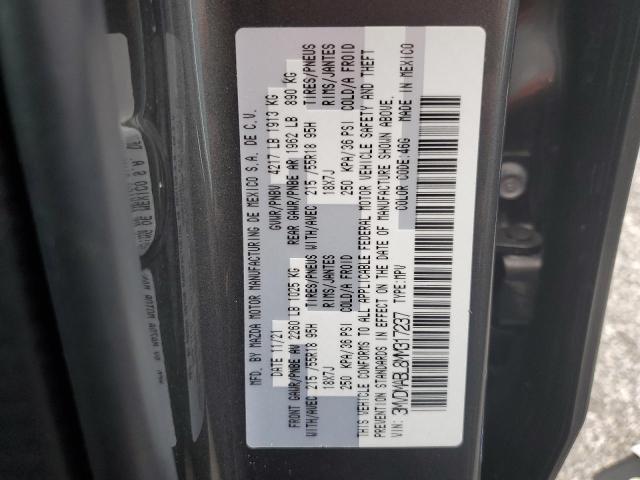 MFD. BY MAZDA MOTOR MANUFACTURING DE MEXICO S.A. DE C.V.
DATE 11/21 GVWR/PNBV 4217 LB 1913 KG
FRONT GAWR/PNBE AV 2260 LB 1025 KG REAR GAWR/PNBE AR 1962 LB 890 KG
WITH/AVEC 215 /55R18 95H TIRES/PNEUS WITH/AVEC 215 /55R18 95H TIRES/PNEUS
18X7J RIMS/JANTES 18X7J RIMS/JANTES
250 KPA/36 PSI COLD/A FROID 250 KPA/36 PSI COLD/A FROID
THIS VEHICLE CONFORMS TO ALL APPLICABLE FEDERAL MOTOR VEHICLE SAFETY AND THEFT
PREVENTION STANDARDS IN EFFECT ON THE DATE OF MANUFACTURE SHOWN ABOVE.
COLOR CODE:46G MADE IN MEXICO
VIN: 3MVDMABL8NM317237 TYPE:MPV